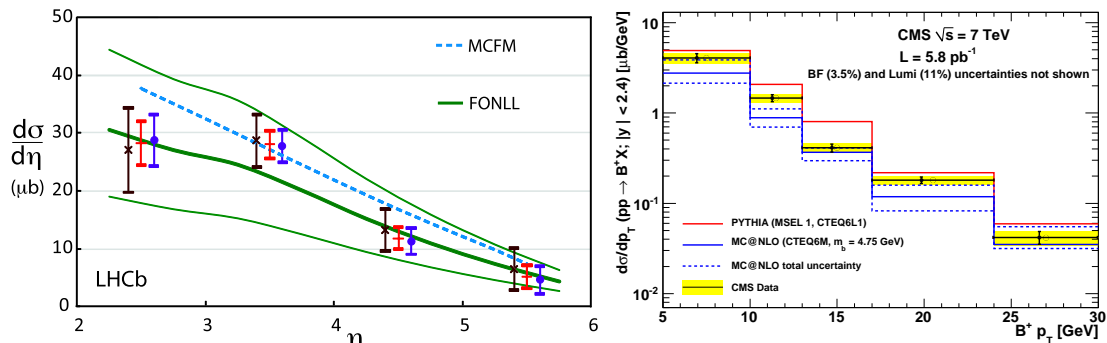 50
40
30
20
10
0
dσ
dη
(μb)
MCFM
FONLL
LHCb
2
3
4
5
6
η
dσ/dp_T (pp → B⁺X; |y| < 2.4) [μb/GeV]
10
1
10⁻¹
10⁻²
CMS √s = 7 TeV
L = 5.8 pb⁻¹
BF (3.5%) and Lumi (11%) uncertainties not shown
PYTHIA (MSEL 1, CTEQ6L1)
MC@NLO (CTEQ6M, m_b = 4.75 GeV)
MC@NLO total uncertainty
CMS Data
5
10
15
20
25
30
B⁺ p_T [GeV]